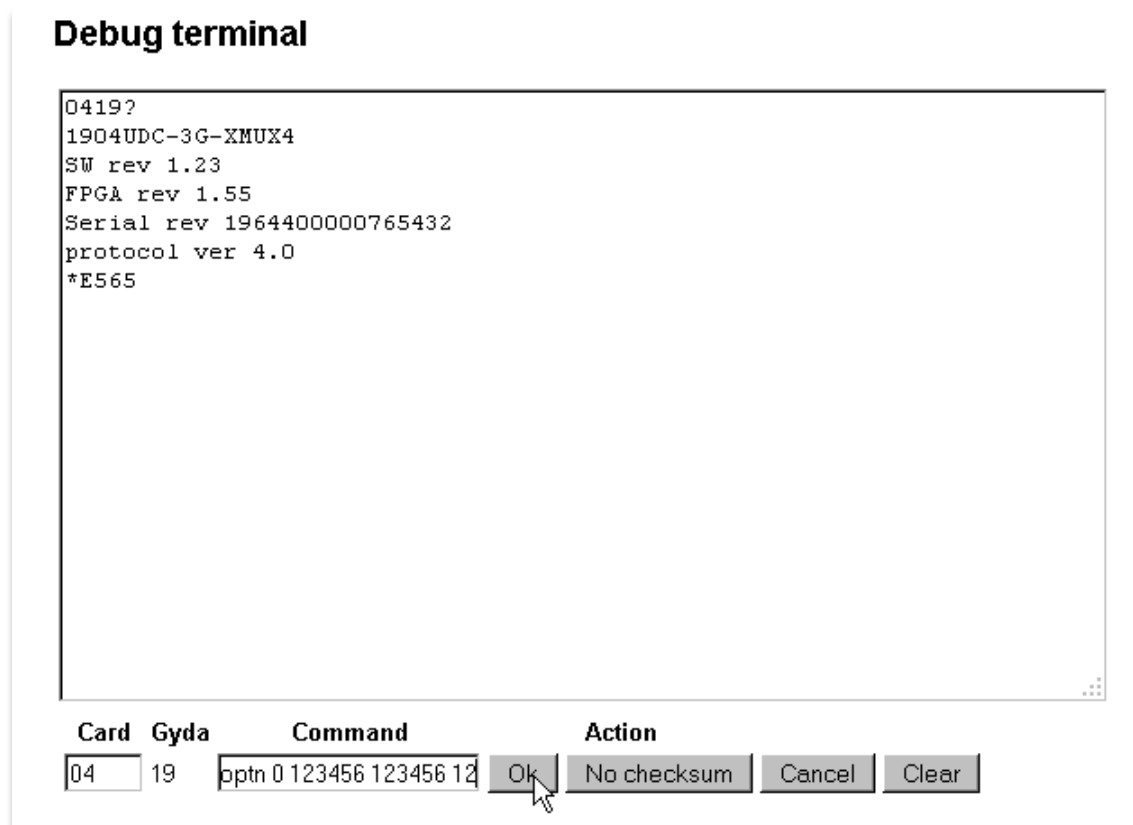 Debug terminal
0419?
1904UDC-3G-XMUX4
SW rev 1.23
FPGA rev 1.55
Serial rev 1964400000765432
protocol ver 4.0
*E565
Card Gyda Command Action
04 19 optn 0 123456 123456 12 Ok No checksum Cancel Clear